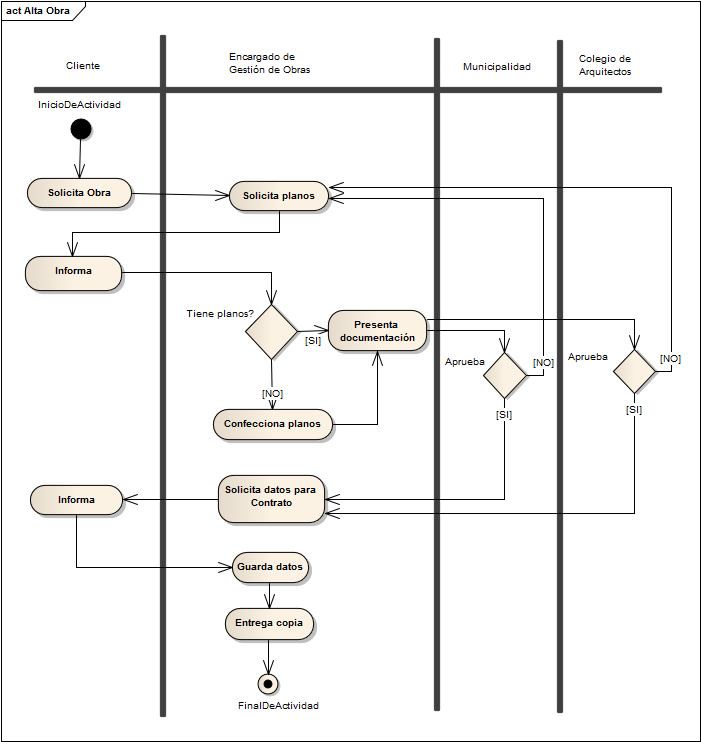 act Alta Obra
Cliente
Encargado de
Gestión de Obras
Municipalidad
Colegio de
Arquitectos
InicioDeActividad
Solicita Obra
Solicita planos
Informa
Tiene planos?
[SI]
Presenta
documentación
Aprueba
[NO]
Aprueba
[NO]
[NO]
[SI]
[SI]
Confecciona planos
Solicita datos para
Contrato
Informa
Guarda datos
Entrega copia
FinalDeActividad